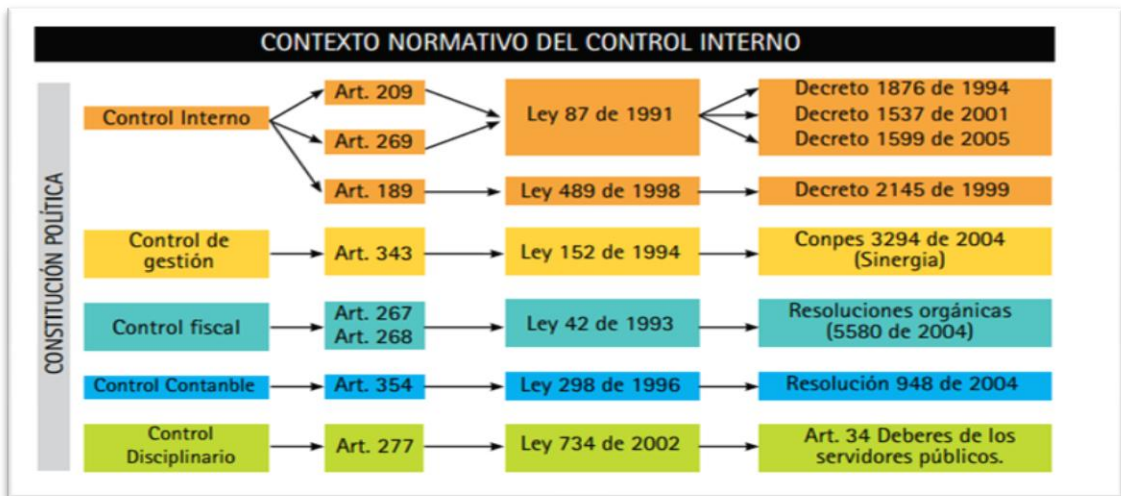 CONTEXTO NORMATIVO DEL CONTROL INTERNO
CONSTITUCIÓN POLÍTICA
Control Interno
Art. 209
Art. 269
Art. 189
Ley 87 de 1991
Decreto 1876 de 1994
Decreto 1537 de 2001
Decreto 1599 de 2005
Ley 489 de 1998
Decreto 2145 de 1999
Control de
gestión
Art. 343
Ley 152 de 1994
Conpes 3294 de 2004
(Sinergia)
Control fiscal
Art. 267
Art. 268
Ley 42 de 1993
Resoluciones orgánicas
(5580 de 2004)
Control Contanble
Art. 354
Ley 298 de 1996
Resolución 948 de 2004
Control
Disciplinario
Art. 277
Ley 734 de 2002
Art. 34 Deberes de los
servidores públicos.